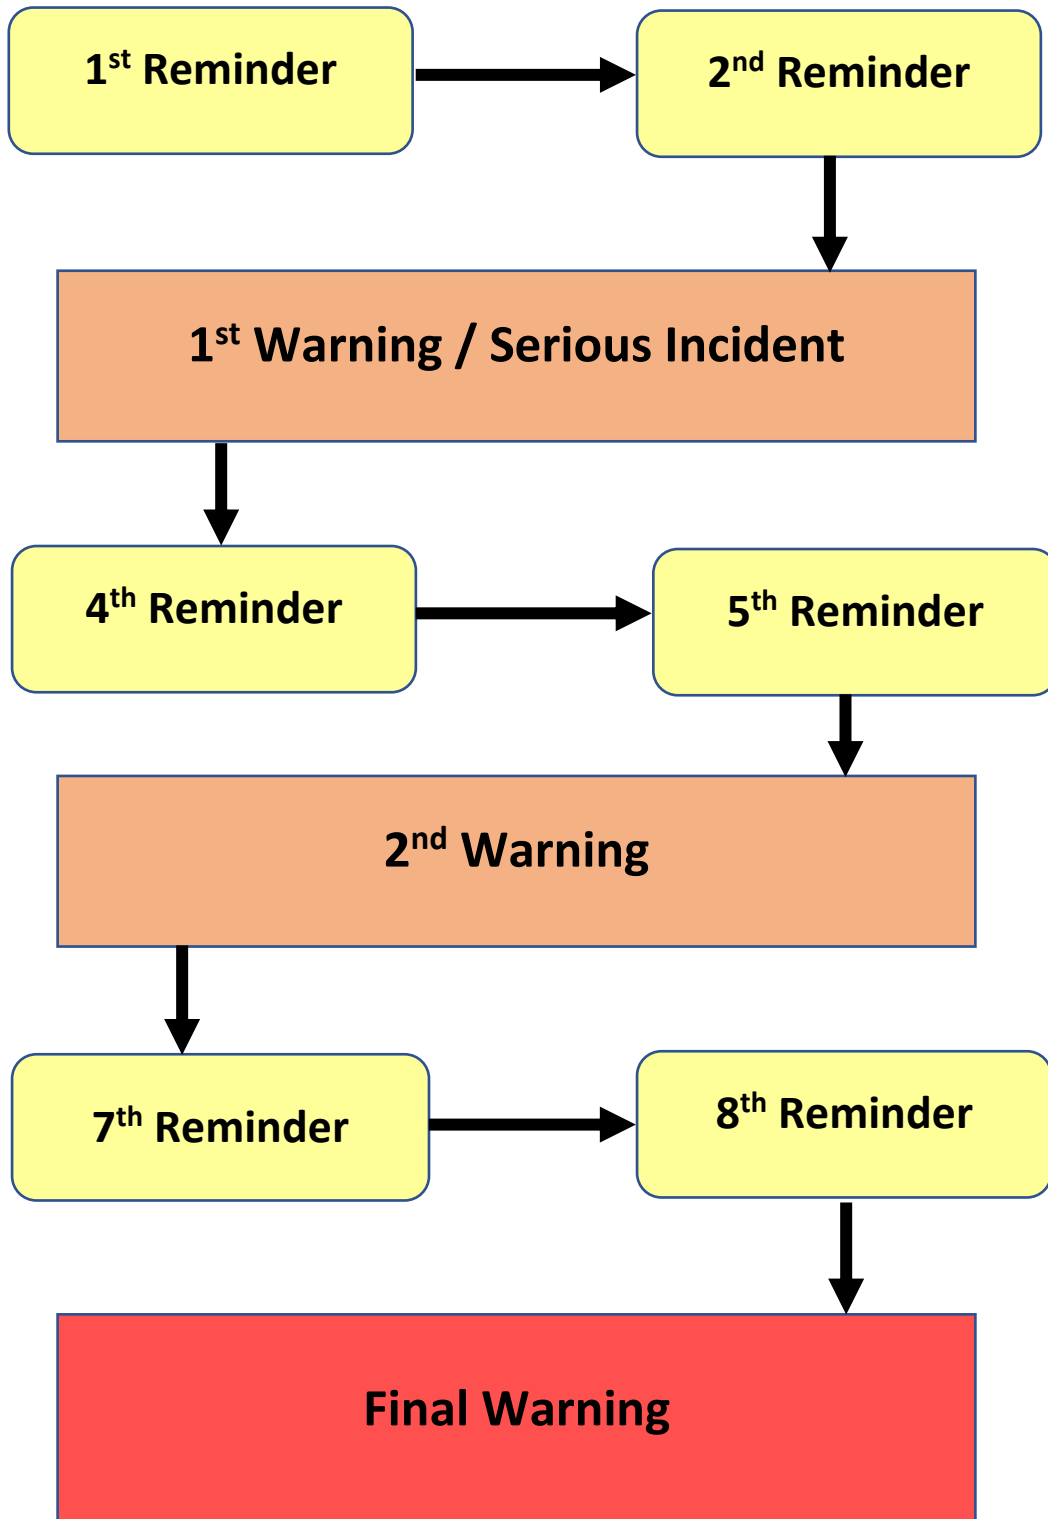 1st Reminder
2nd Reminder
1st Warning / Serious Incident
4th Reminder
5th Reminder
2nd Warning
7th Reminder
8th Reminder
Final Warning